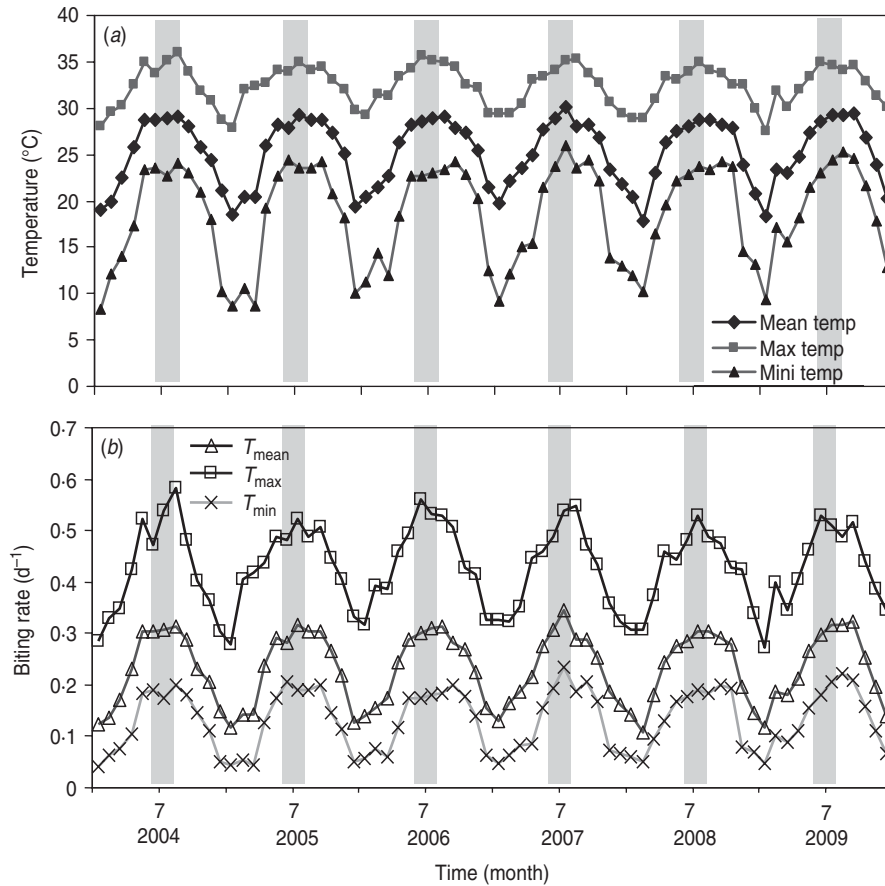 (a)
40
35
30
25
20
15
10
5
0
Temperature (°C)
Mean temp
Max temp
Mini temp
(b)
0·7
0·6
0·5
0·4
0·3
0·2
0·1
0
Biting rate (d⁻¹)
Tmean
Tmax
Tmin
7 7 7 7 7 7
2004 2005 2006 2007 2008 2009
Time (month)